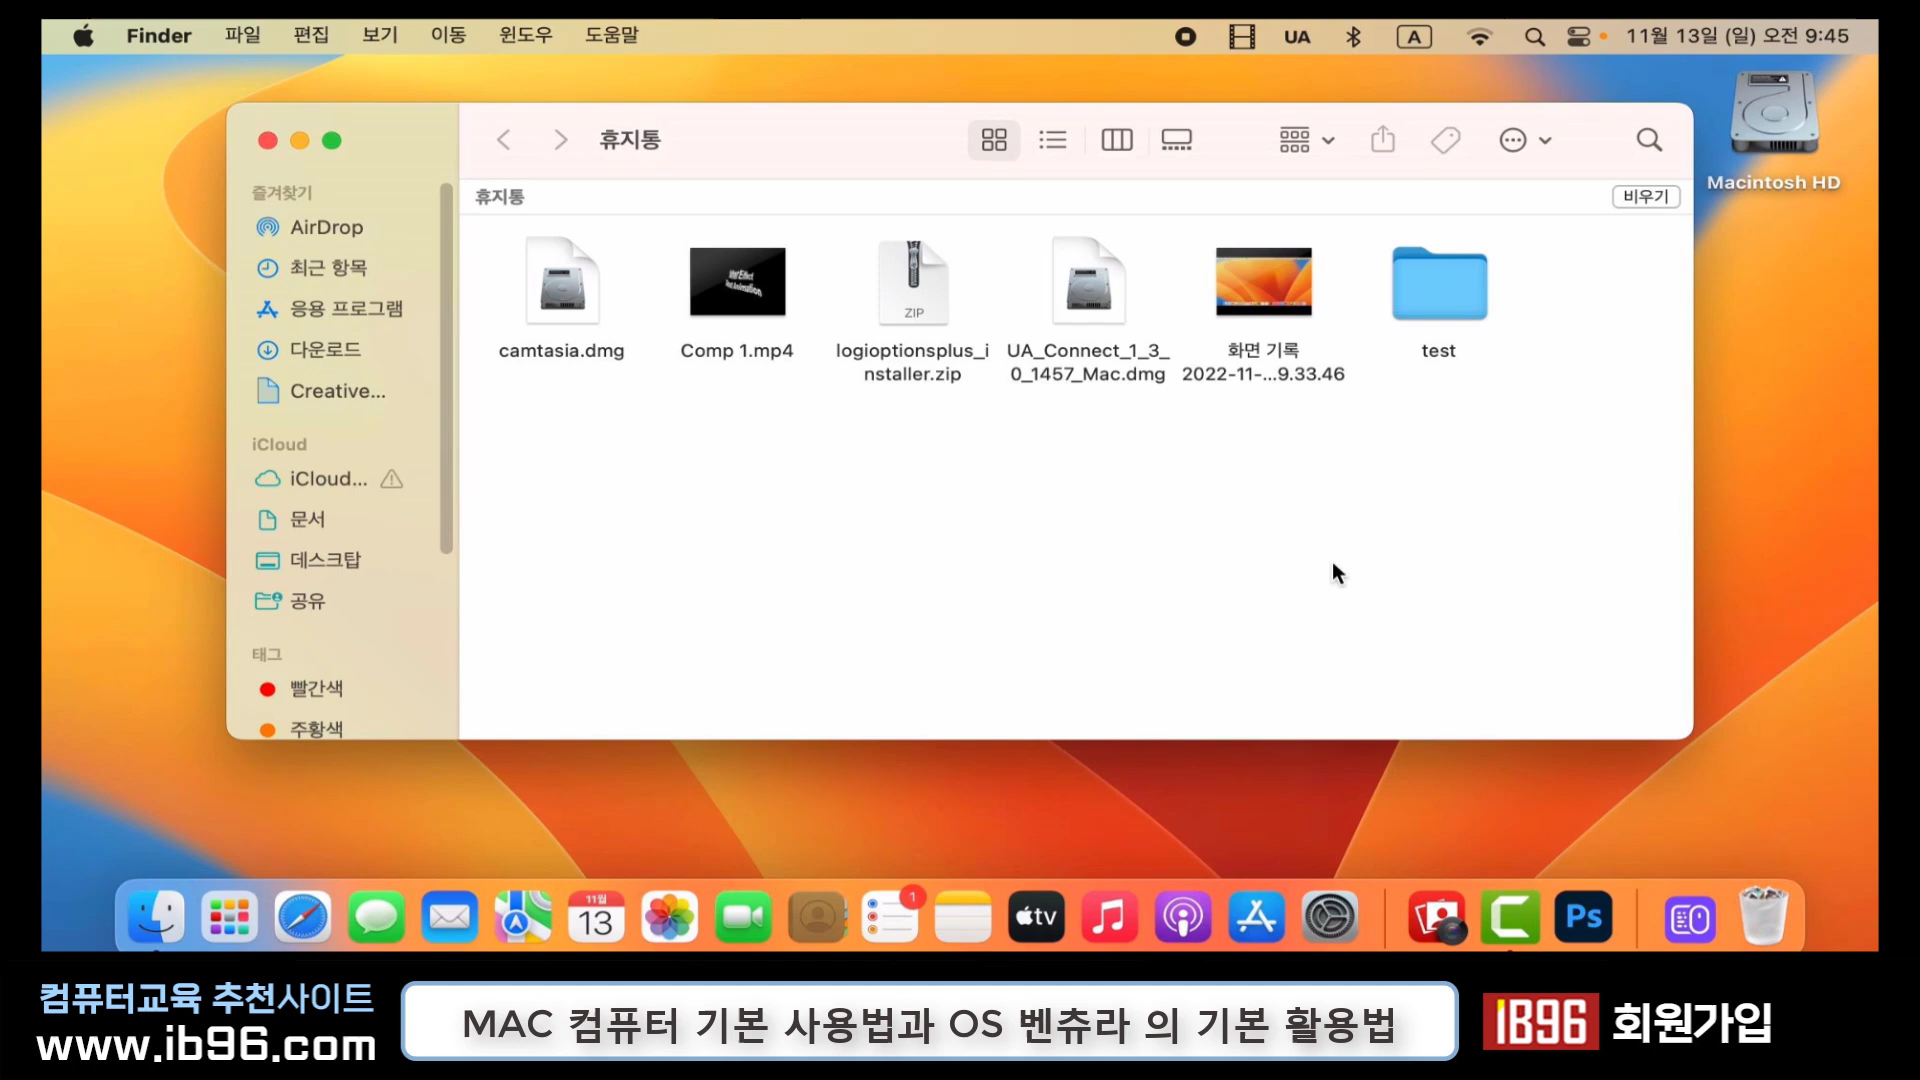 Finder 파일 편집 보기 이동 윈도우 도움말 UA A 11월 13일 (일) 오전 9:45
Macintosh HD
휴지통
즐겨찾기
AirDrop
최근 항목
응용 프로그램
다운로드
Creative...
iCloud
iCloud...
문서
데스크탑
공유
태그
빨간색
주황색
휴지통
비우기
ZIP
camtasia.dmg
Comp 1.mp4
logioptionsplus_i
nstaller.zip
UA_Connect_1_3_
0_1457_Mac.dmg
화면 기록
2022-11-...9.33.46
test
11월
13
1
tv
Ps
컴퓨터교육 추천사이트
www.ib96.com
MAC 컴퓨터 기본 사용법과 OS 벤츄라 의 기본 활용법
IB96 회원가입